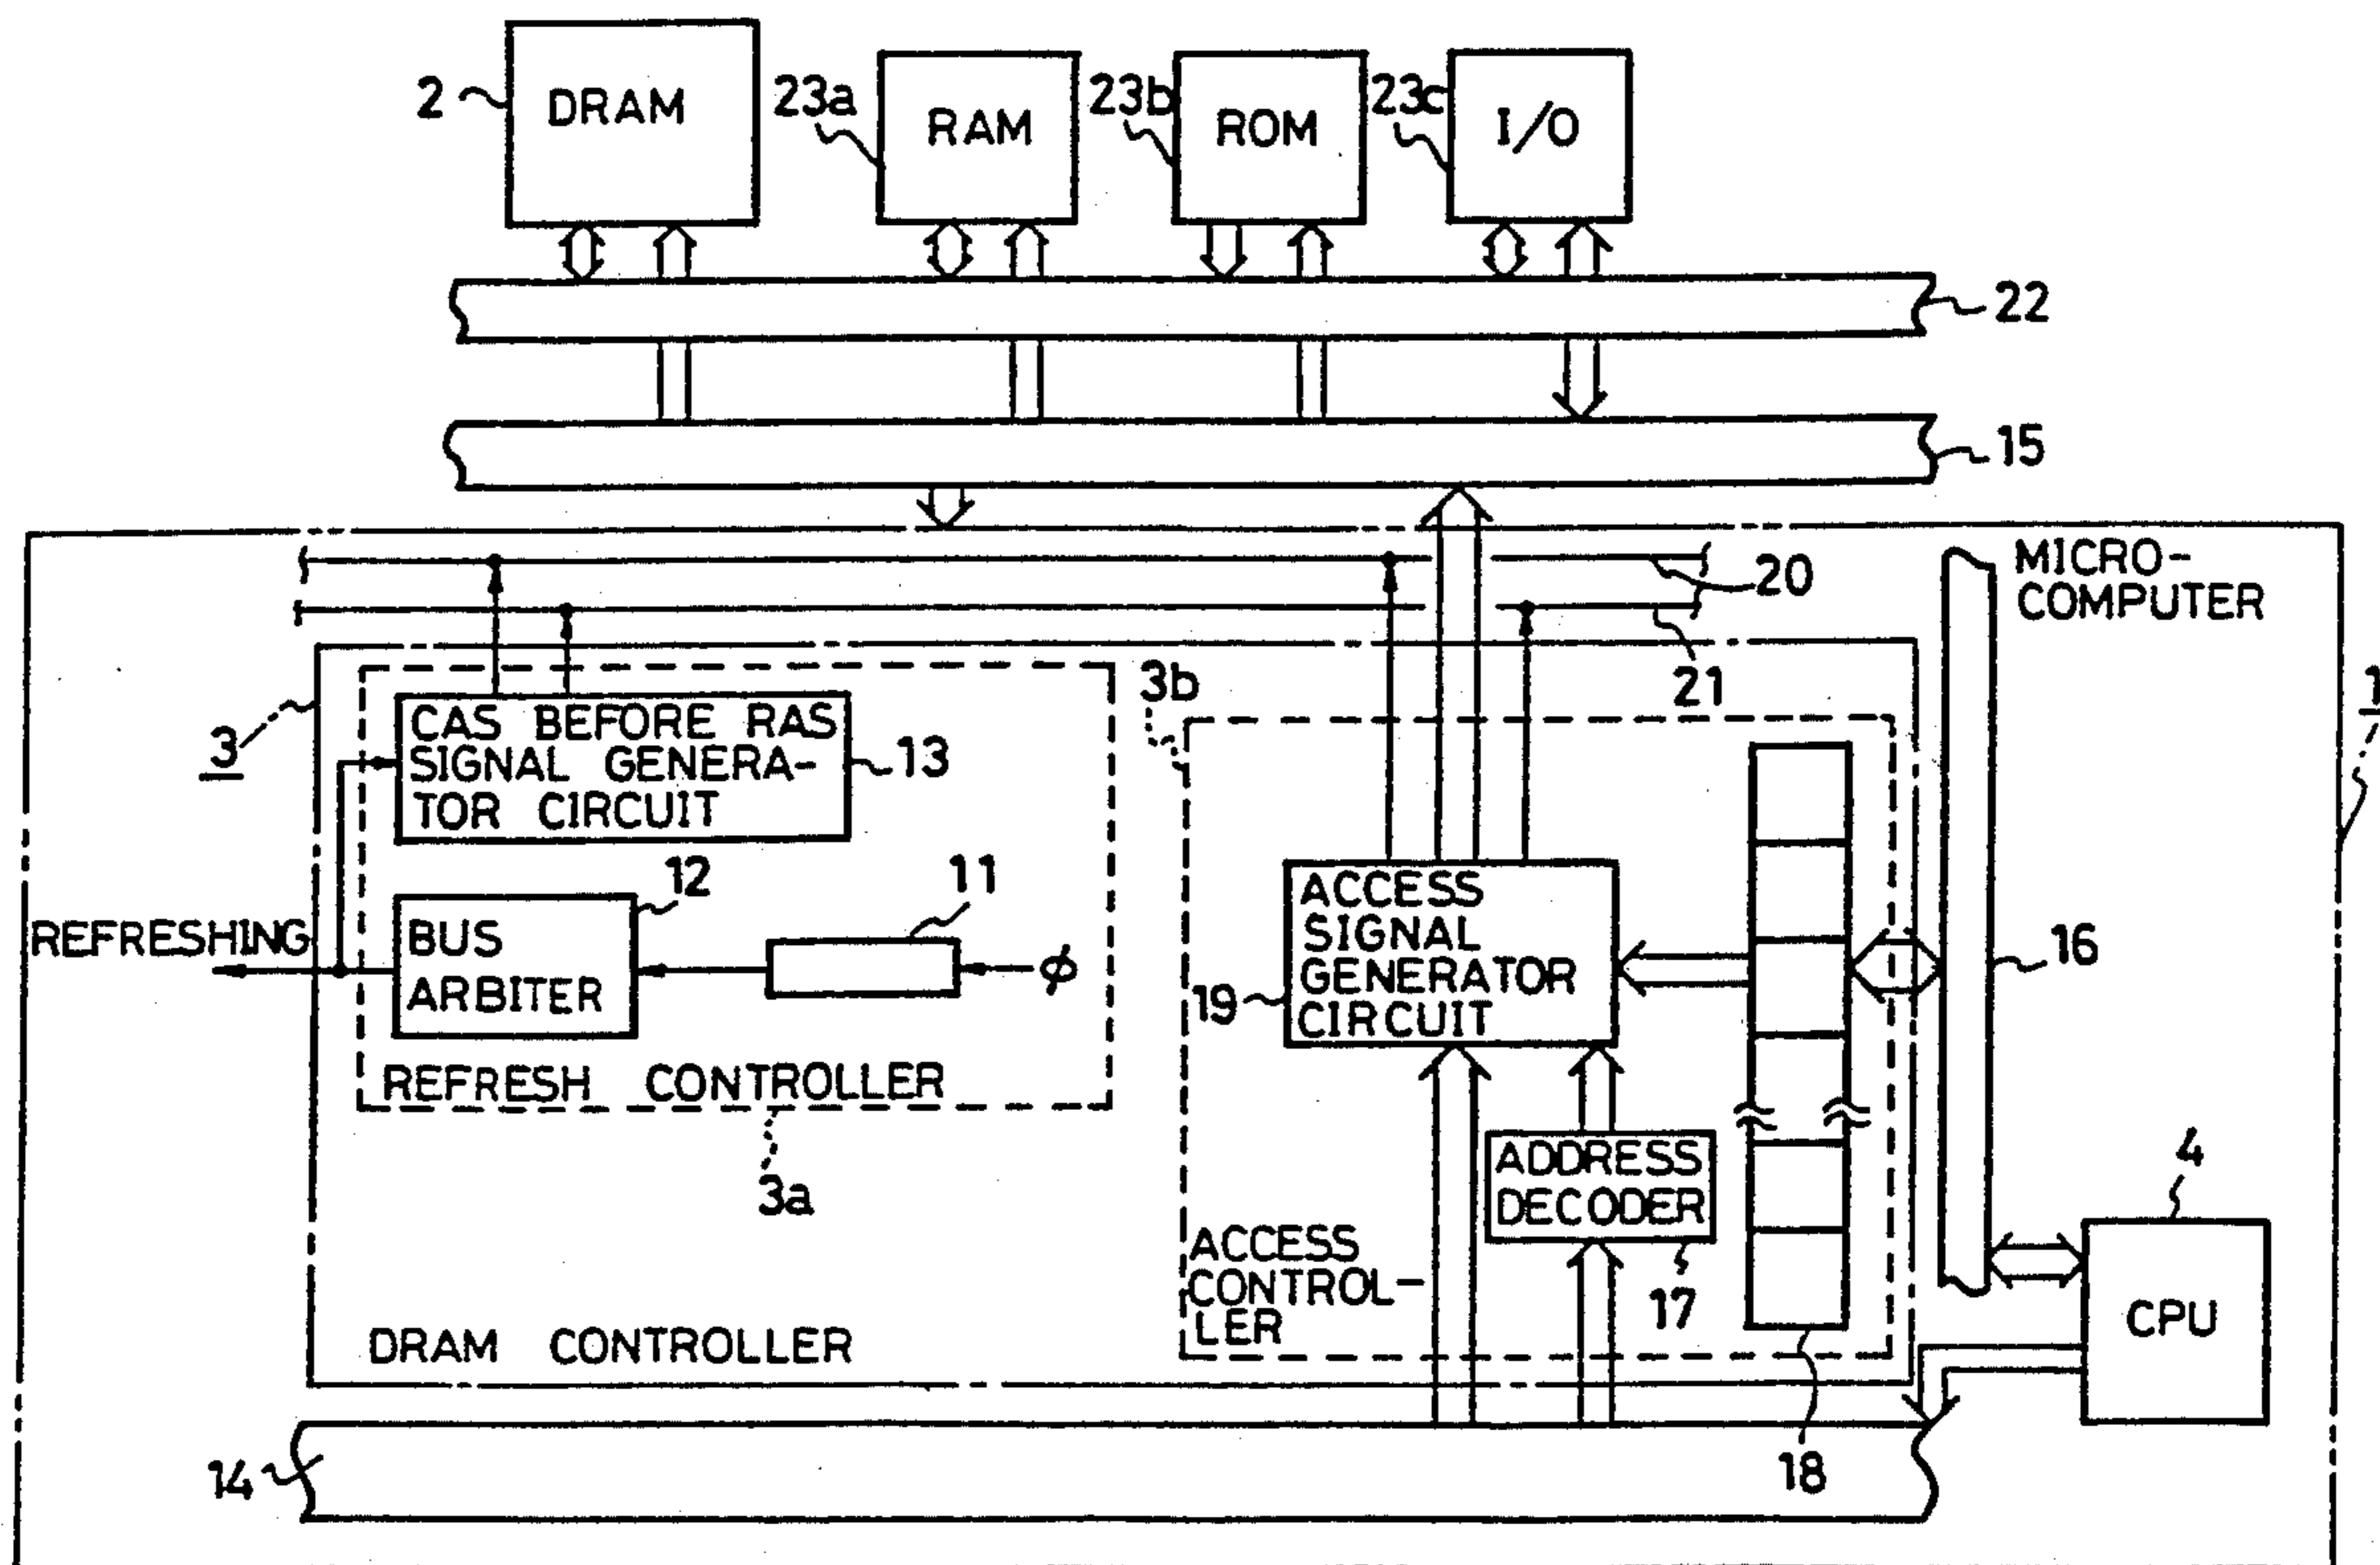 2
DRAM
23a
RAM
23b
ROM
23c
I/O
22
15
20
MICRO-
COMPUTER
21
3
CAS BEFORE RAS
SIGNAL GENERA-
TOR CIRCUIT
13
3b
1
12
11
REFRESHING
BUS
ARBITER
ϕ
REFRESH CONTROLLER
3a
ACCESS
SIGNAL
GENERATOR
CIRCUIT
19
16
ADDRESS
DECODER
17
ACCESS
CONTROL-
LER
4
CPU
DRAM CONTROLLER
18
14